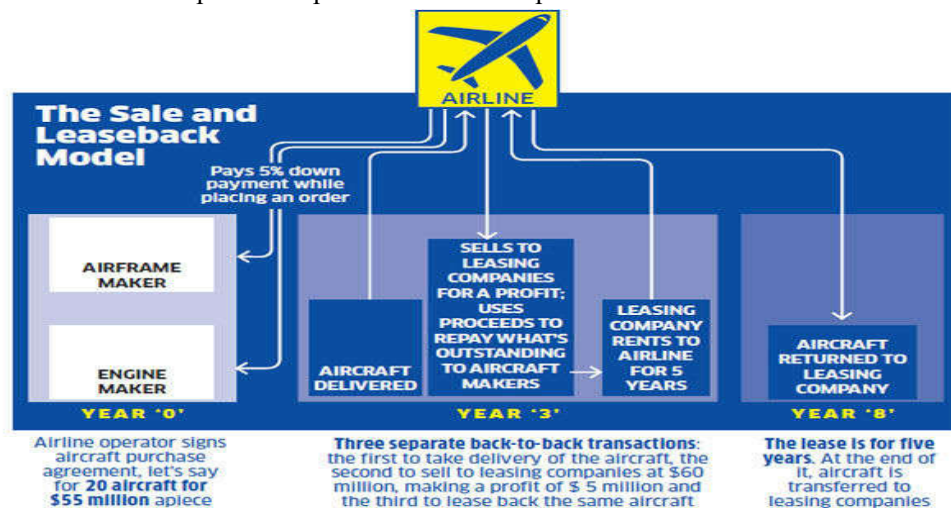 AIRLINE
The Sale and
Leaseback
Model
Pays 5% down
payment while
placing an order
AIRFRAME
MAKER
ENGINE
MAKER
YEAR ‘0’
Airline operator signs
aircraft purchase
agreement, let's say
for 20 aircraft for
$55 million apiece
AIRCRAFT
DELIVERED
SELLS TO
LEASING
COMPANIES
FOR A PROFIT;
USES
PROCEEDS TO
REPAY WHAT'S
OUTSTANDING
TO AIRCRAFT
MAKERS
LEASING
COMPANY
RENTS TO
AIRLINE
FOR 5
YEARS
YEAR ‘3’
Three separate back-to-back transactions:
the first to take delivery of the aircraft, the
second to sell to leasing companies at $60
million, making a profit of $ 5 million and
the third to lease back the same aircraft
AIRCRAFT
RETURNED TO
LEASING
COMPANY
YEAR ‘8’
The lease is for five
years. At the end of
it, aircraft is
transferred to
leasing companies